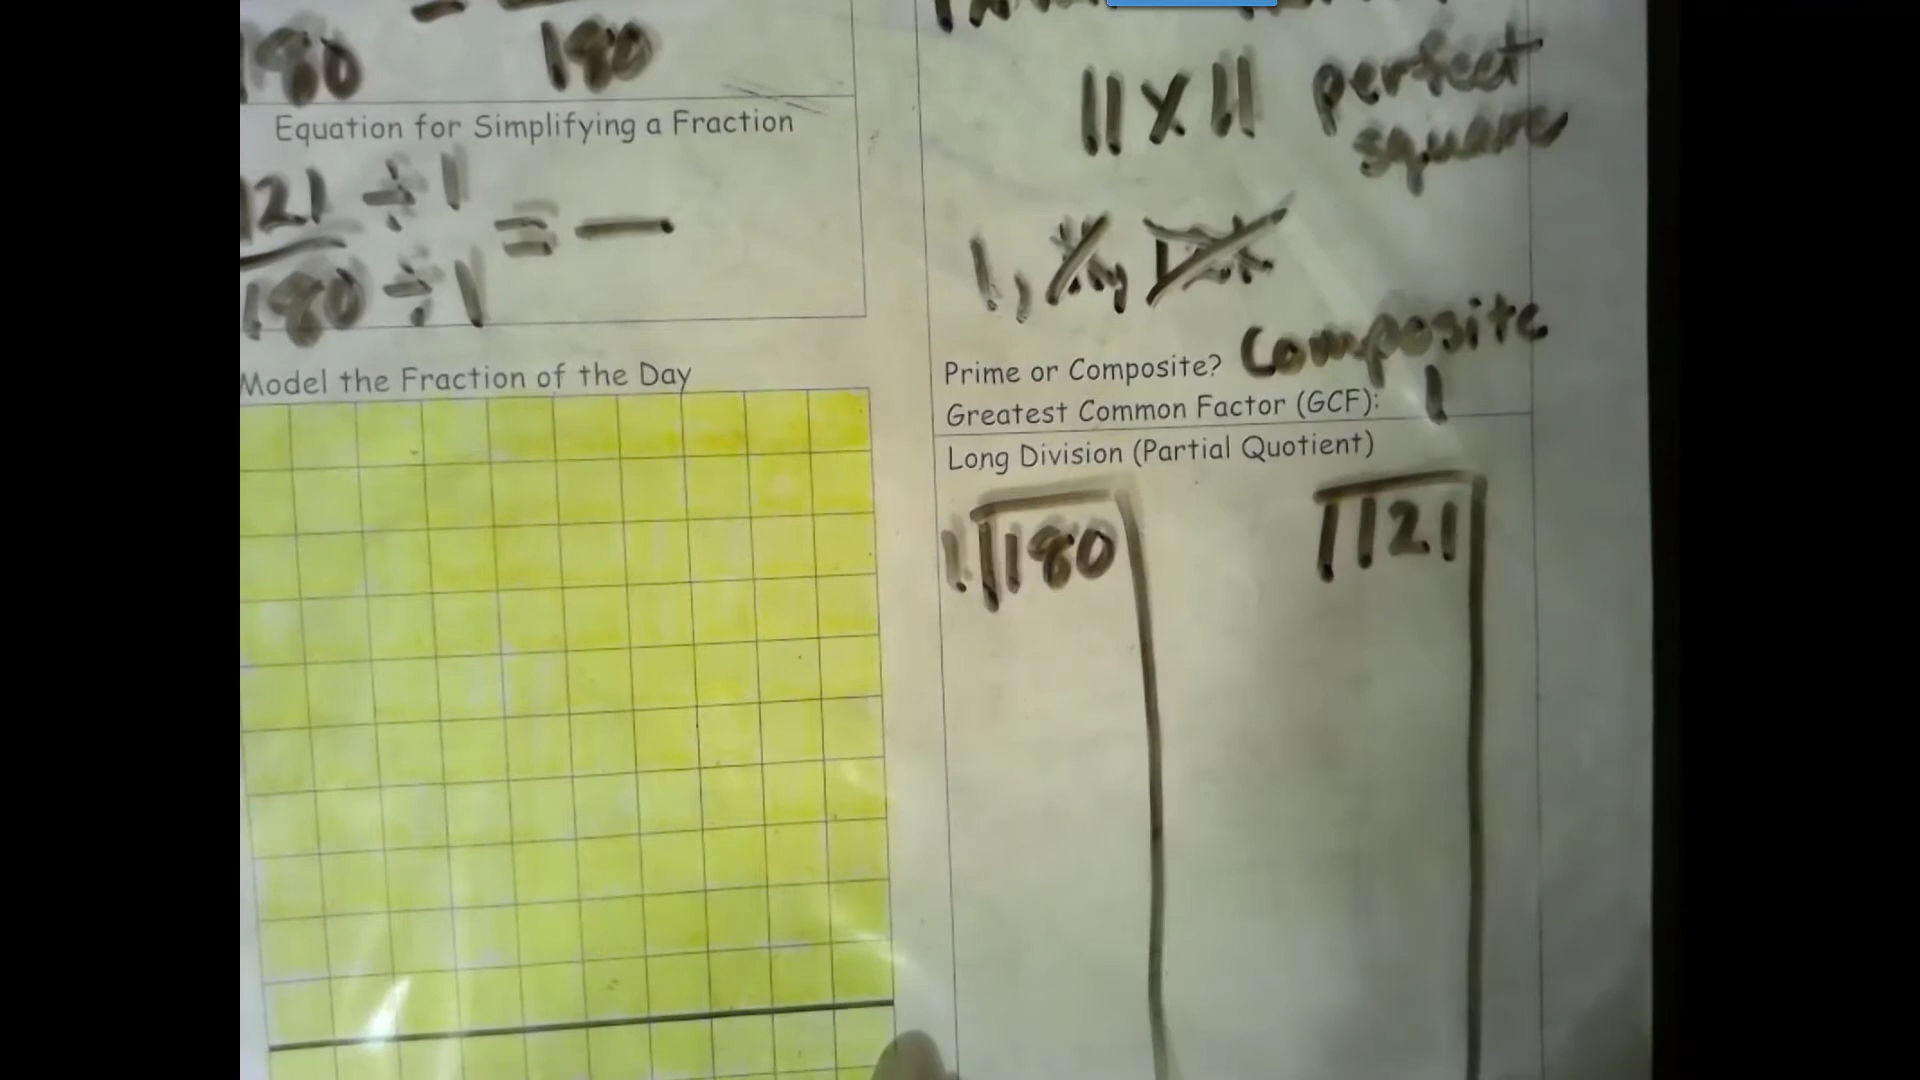 180 - 180
Equation for Simplifying a Fraction
121 ÷ 1 = —
180 ÷ 1
Model the Fraction of the Day
11 x 11 perfect
square
1,
Prime or Composite? Composite
Greatest Common Factor (GCF): 1
Long Division (Partial Quotient)
1 180
1 121